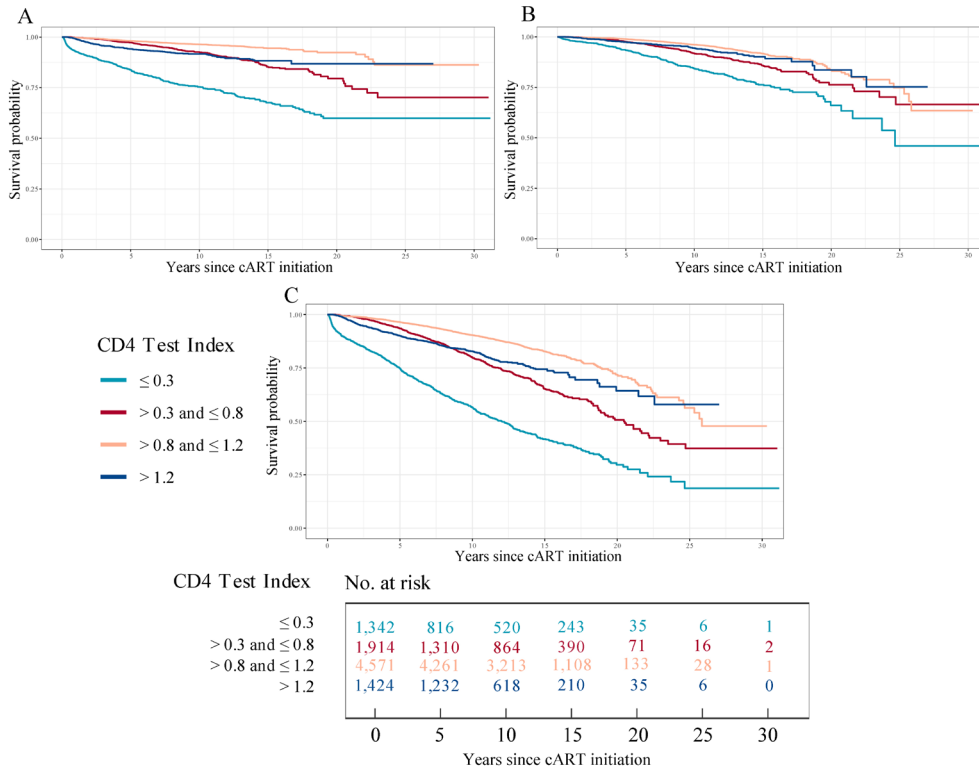 A
1.00
0.75
0.50
0.25
0.00
Survival probability
0 5 10 15 20 25 30
Years since cART initiation
B
1.00
0.75
0.50
0.25
0.00
Survival probability
0 5 10 15 20 25 30
Years since cART initiation
C
1.00
0.75
0.50
0.25
0.00
Survival probability
0 5 10 15 20 25 30
Years since cART initiation
CD4 Test Index
≤ 0.3
> 0.3 and ≤ 0.8
> 0.8 and ≤ 1.2
> 1.2
CD4 Test Index No. at risk
≤ 0.3 1,342 816 520 243 35 6 1
> 0.3 and ≤ 0.8 1,914 1,310 864 390 71 16 2
> 0.8 and ≤ 1.2 4,571 4,261 3,213 1,108 133 28 1
> 1.2 1,424 1,232 618 210 35 6 0
0 5 10 15 20 25 30
Years since cART initiation